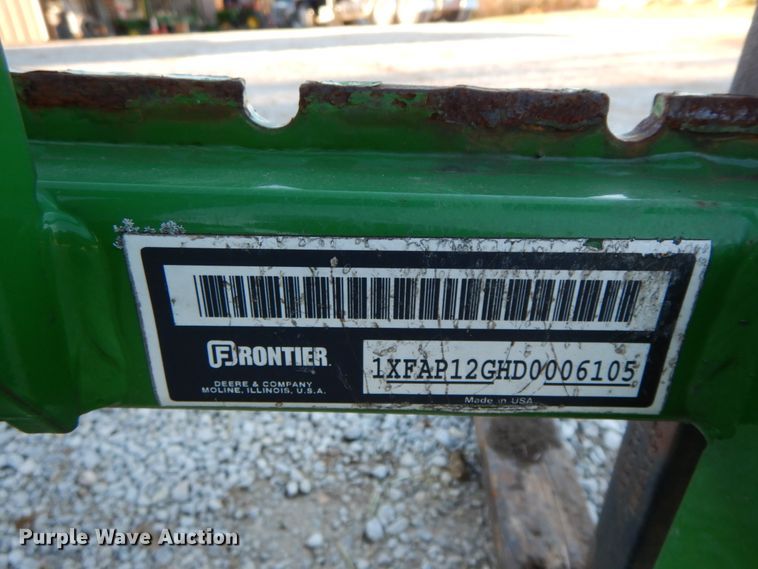 FRONTIER
DEERE & COMPANY
MOLINE, ILLINOIS, U.S.A.
1XFAP12GHD0006105
Made in USA
Purple Wave Auction